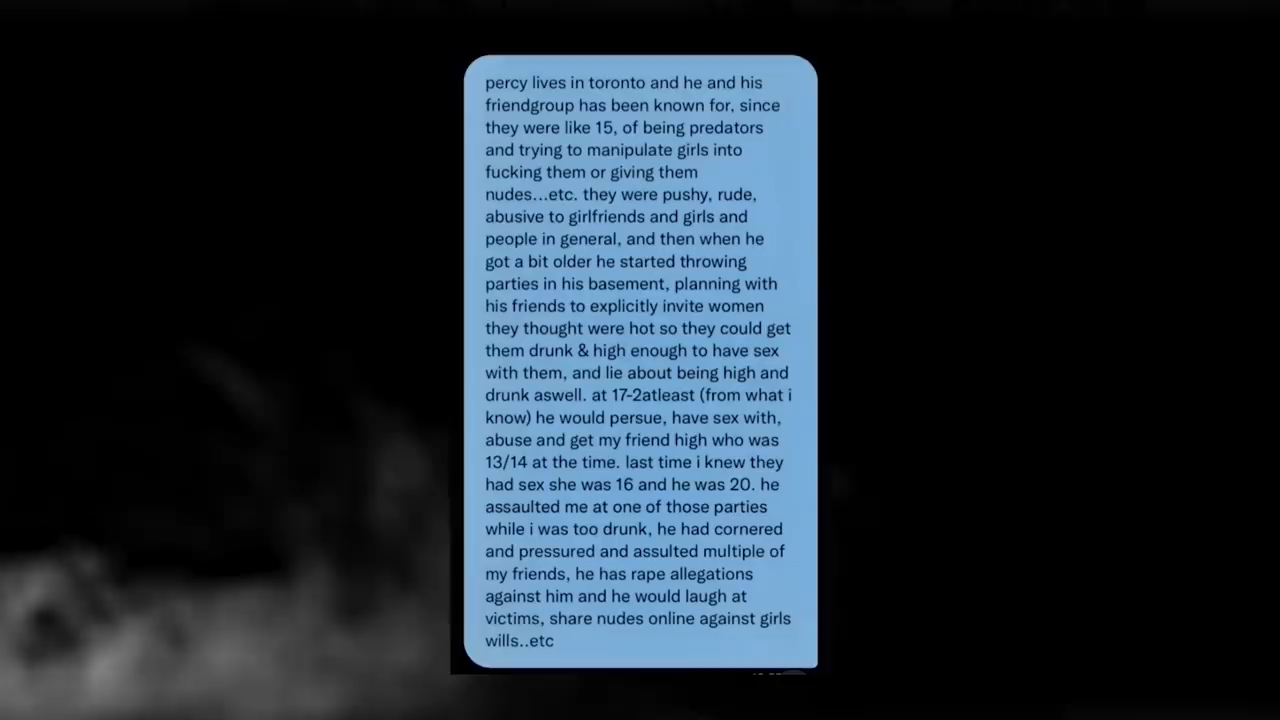 percy lives in toronto and he and his
friendgroup has been known for, since
they were like 15, of being predators
and trying to manipulate girls into
fucking them or giving them
nudes...etc. they were pushy, rude,
abusive to girlfriends and girls and
people in general, and then when he
got a bit older he started throwing
parties in his basement, planning with
his friends to explicitly invite women
they thought were hot so they could get
them drunk & high enough to have sex
with them, and lie about being high and
drunk aswell. at 17-2atleast (from what i
know) he would persue, have sex with,
abuse and get my friend high who was
13/14 at the time. last time i knew they
had sex she was 16 and he was 20. he
assaulted me at one of those parties
while i was too drunk, he had cornered
and pressured and assulted multiple of
my friends, he has rape allegations
against him and he would laugh at
victims, share nudes online against girls
wills..etc